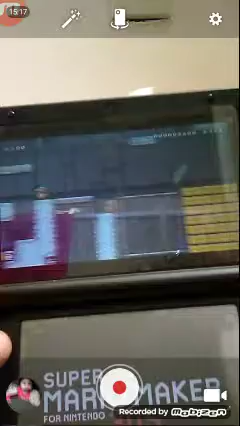 15:17
SUPER
MARIO MAKER
FOR NINTENDO
Recorded by Mobizen